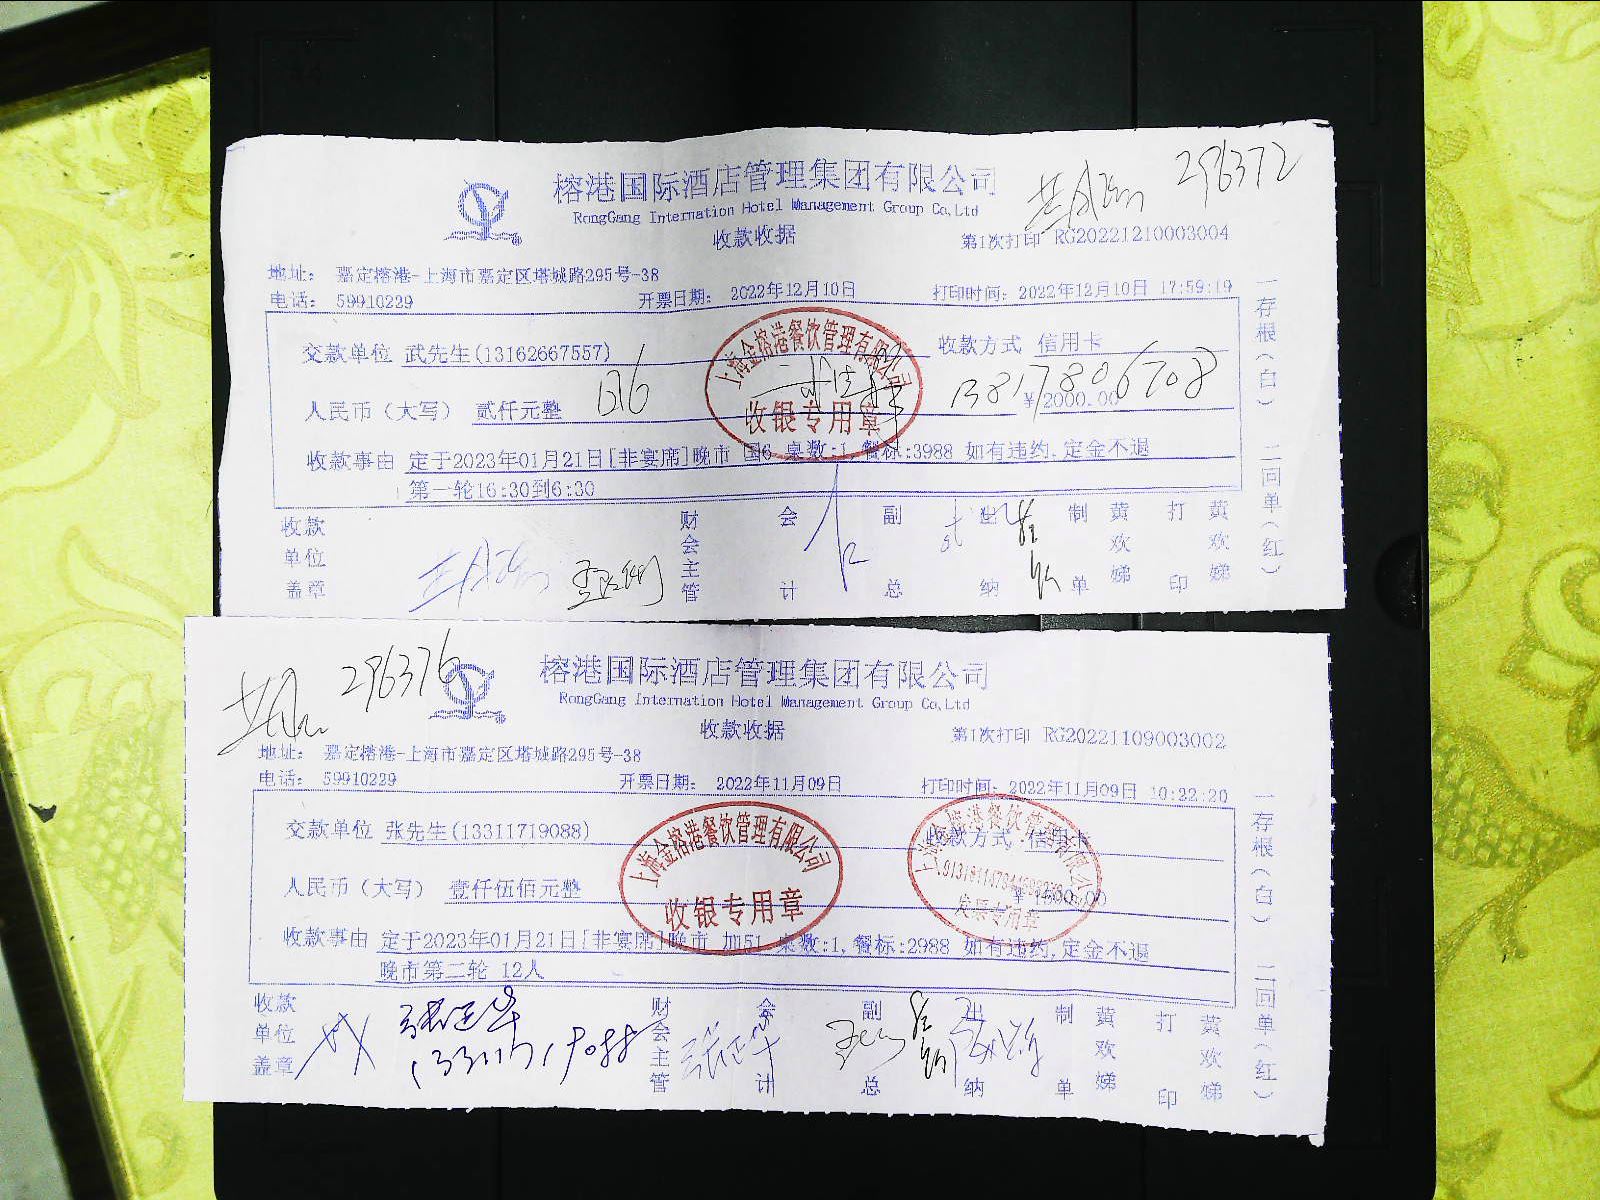 榕港国际酒店管理集团有限公司
296372
RongGang Internation Hotel Management Group Co,Ltd
收款收据
第1次打印 RG20221210003004
地址： 嘉定榕港-上海市嘉定区塔城路295号-38
电话： 59910229 开票日期： 2022年12月10日 打印时间：2022年12月10日 17:59:19
交款单位 武先生(13162667557) 收款方式 信用卡
上海金榕港餐饮管理有限公司
收银专用章
人民币（大写） 贰仟元整 ￥2000.00
13817806708
收款事由 定于2023年01月21日[非宴席]晚市 国6 桌数:1,餐标:3988 如有违约,定金不退
第一轮16:30到6:30
收款单位盖章 财会主管 会计 副总 出纳 制单 黄欢娣 打印 黄欢娣
一存根（白） 二回单（红）
296376
榕港国际酒店管理集团有限公司
RongGang Internation Hotel Management Group Co,Ltd
收款收据
第1次打印 RG20221109003002
地址： 嘉定榕港-上海市嘉定区塔城路295号-38
电话： 59910229 开票日期： 2022年11月09日 打印时间：2022年11月09日 10:22:20
交款单位 张先生(13311719088) 收款方式 信用卡
上海金榕港餐饮管理有限公司
收银专用章
发票专用章
人民币（大写） 壹仟伍佰元整 ￥1500.00
收款事由 定于2023年01月21日[非宴席]晚市 加51 桌数:1,餐标:2988 如有违约,定金不退
晚市第二轮 12人
收款单位盖章 财会主管 会计 副总 出纳 制单 黄欢娣 打印 黄欢娣
13311719088
一存根（白） 二回单（红）